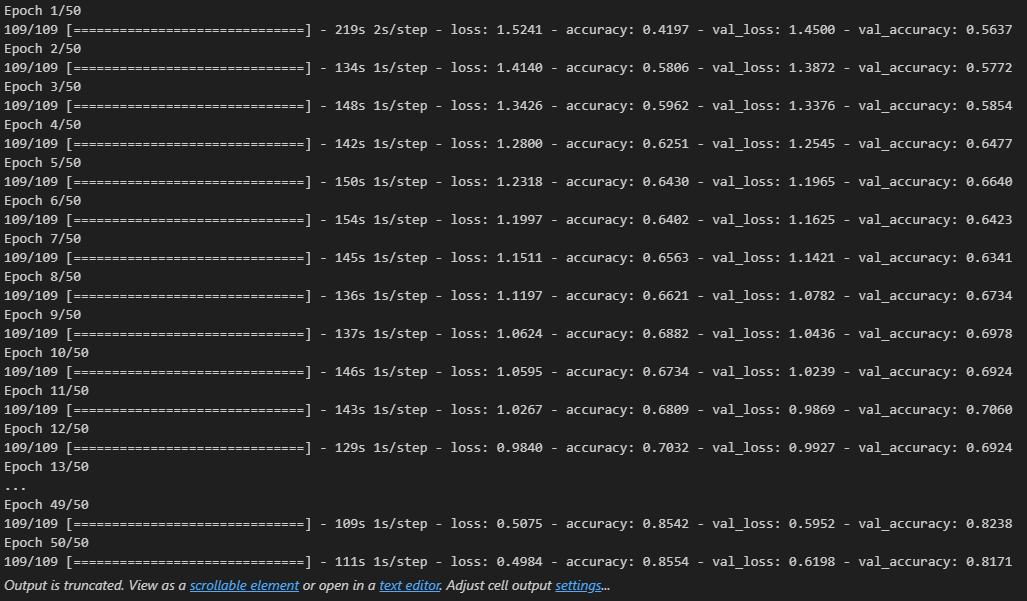 Epoch 1/50
109/109 [==============================] - 219s 2s/step - loss: 1.5241 - accuracy: 0.4197 - val_loss: 1.4500 - val_accuracy: 0.5637
Epoch 2/50
109/109 [==============================] - 134s 1s/step - loss: 1.4140 - accuracy: 0.5806 - val_loss: 1.3872 - val_accuracy: 0.5772
Epoch 3/50
109/109 [==============================] - 148s 1s/step - loss: 1.3426 - accuracy: 0.5962 - val_loss: 1.3376 - val_accuracy: 0.5854
Epoch 4/50
109/109 [==============================] - 142s 1s/step - loss: 1.2800 - accuracy: 0.6251 - val_loss: 1.2545 - val_accuracy: 0.6477
Epoch 5/50
109/109 [==============================] - 150s 1s/step - loss: 1.2318 - accuracy: 0.6430 - val_loss: 1.1965 - val_accuracy: 0.6640
Epoch 6/50
109/109 [==============================] - 154s 1s/step - loss: 1.1997 - accuracy: 0.6402 - val_loss: 1.1625 - val_accuracy: 0.6423
Epoch 7/50
109/109 [==============================] - 145s 1s/step - loss: 1.1511 - accuracy: 0.6563 - val_loss: 1.1421 - val_accuracy: 0.6341
Epoch 8/50
109/109 [==============================] - 136s 1s/step - loss: 1.1197 - accuracy: 0.6621 - val_loss: 1.0782 - val_accuracy: 0.6734
Epoch 9/50
109/109 [==============================] - 137s 1s/step - loss: 1.0624 - accuracy: 0.6882 - val_loss: 1.0436 - val_accuracy: 0.6978
Epoch 10/50
109/109 [==============================] - 146s 1s/step - loss: 1.0595 - accuracy: 0.6734 - val_loss: 1.0239 - val_accuracy: 0.6924
Epoch 11/50
109/109 [==============================] - 143s 1s/step - loss: 1.0267 - accuracy: 0.6809 - val_loss: 0.9869 - val_accuracy: 0.7060
Epoch 12/50
109/109 [==============================] - 129s 1s/step - loss: 0.9840 - accuracy: 0.7032 - val_loss: 0.9927 - val_accuracy: 0.6924
Epoch 13/50
...
Epoch 49/50
109/109 [==============================] - 109s 1s/step - loss: 0.5075 - accuracy: 0.8542 - val_loss: 0.5952 - val_accuracy: 0.8238
Epoch 50/50
109/109 [==============================] - 111s 1s/step - loss: 0.4984 - accuracy: 0.8554 - val_loss: 0.6198 - val_accuracy: 0.8171
Output is truncated. View as a scrollable element or open in a text editor. Adjust cell output settings...